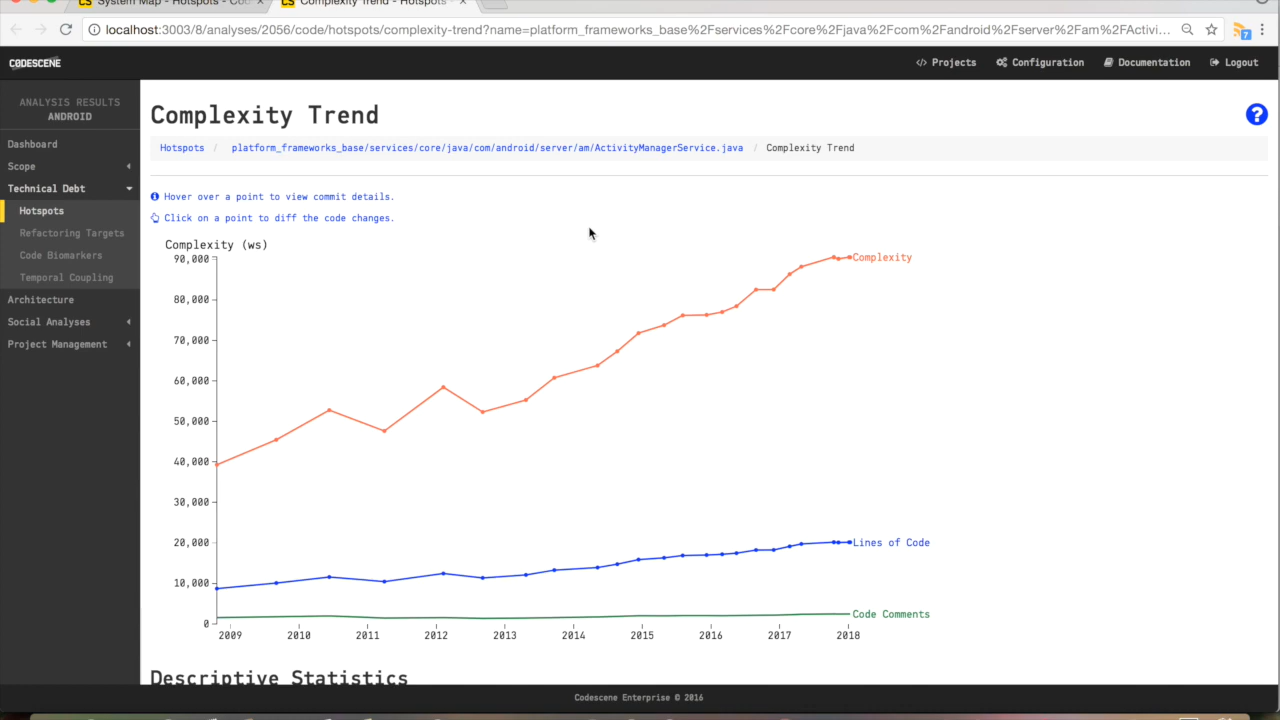 System Map - Hotspots - Co
Complexity Trend - Hotspots
localhost:3003/8/analyses/2056/code/hotspots/complexity-trend?name=platform_frameworks_base%2Fservices%2Fcore%2Fjava%2Fcom%2Fandroid%2Fserver%2Fam%2FActivi...
7
CODESCENE
Projects
Configuration
Documentation
Logout
ANALYSIS RESULTS
ANDROID
Dashboard
Scope
Technical Debt
Hotspots
Refactoring Targets
Code Biomarkers
Temporal Coupling
Architecture
Social Analyses
Project Management
Complexity Trend
?
Hotspots / platform_frameworks_base/services/core/java/com/android/server/am/ActivityManagerService.java / Complexity Trend
Hover over a point to view commit details.
Click on a point to diff the code changes.
Complexity (ws)
90,000
80,000
70,000
60,000
50,000
40,000
30,000
20,000
10,000
0
Complexity
Lines of Code
Code Comments
2009 2010 2011 2012 2013 2014 2015 2016 2017 2018
Descriptive Statistics
Codescene Enterprise © 2016